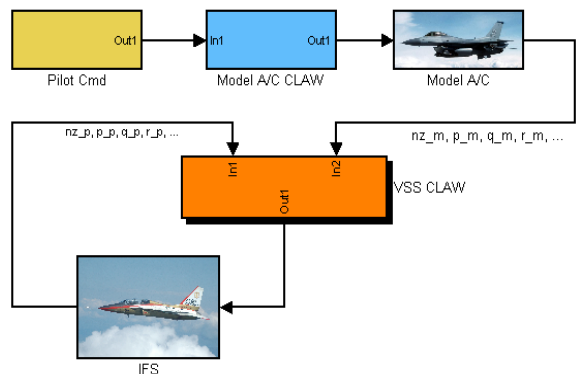 Out1
In1
Out1
Pilot Cmd
Model A/C CLAW
Model A/C
nz_p, p_p, q_p, r_p, ...
nz_m, p_m, q_m, r_m, ...
In1
In2
VSS CLAW
Out1
IFS